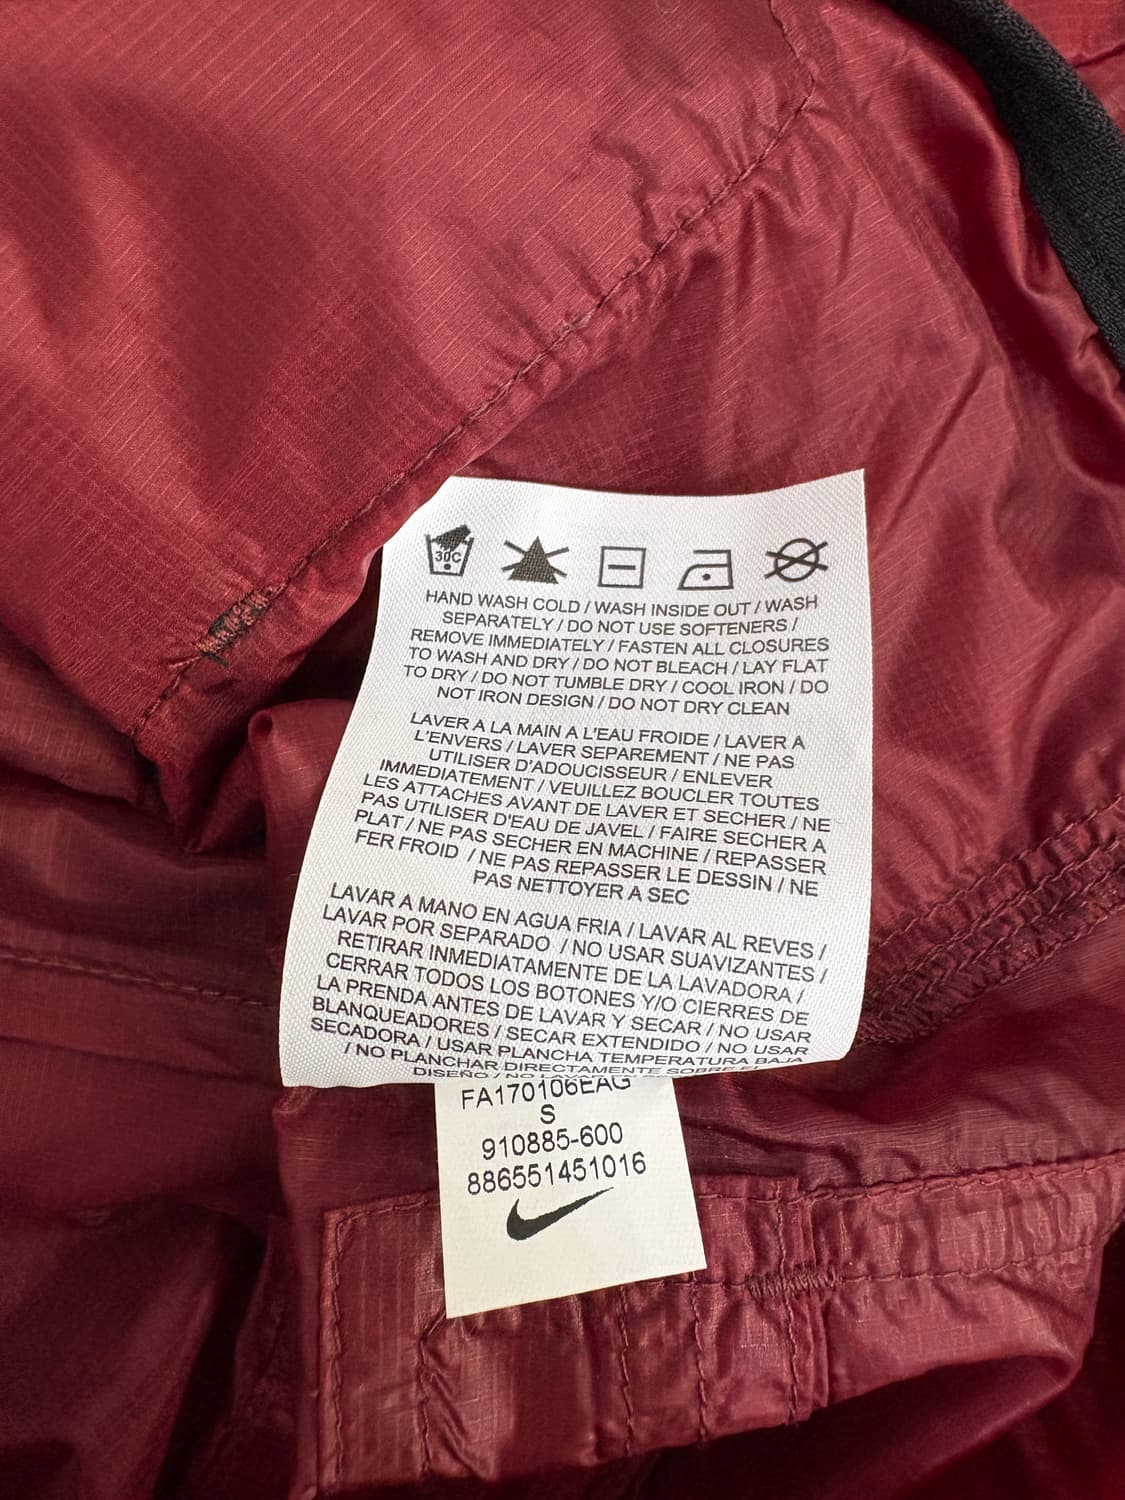 30C
HAND WASH COLD / WASH INSIDE OUT / WASH
SEPARATELY / DO NOT USE SOFTENERS /
REMOVE IMMEDIATELY / FASTEN ALL CLOSURES
TO WASH AND DRY / DO NOT BLEACH / LAY FLAT
TO DRY / DO NOT TUMBLE DRY / COOL IRON / DO
NOT IRON DESIGN / DO NOT DRY CLEAN
LAVER A LA MAIN A L'EAU FROIDE / LAVER A
L'ENVERS / LAVER SEPAREMENT / NE PAS
UTILISER D'ADOUCISSEUR / ENLEVER
IMMEDIATEMENT / VEUILLEZ BOUCLER TOUTES
LES ATTACHES AVANT DE LAVER ET SECHER / NE
PAS UTILISER D'EAU DE JAVEL / FAIRE SECHER A
PLAT / NE PAS SECHER EN MACHINE / REPASSER
FER FROID / NE PAS REPASSER LE DESSIN / NE
PAS NETTOYER A SEC
LAVAR A MANO EN AGUA FRIA / LAVAR AL REVES /
LAVAR POR SEPARADO / NO USAR SUAVIZANTES /
RETIRAR INMEDIATAMENTE DE LA LAVADORA /
CERRAR TODOS LOS BOTONES Y/O CIERRES DE
LA PRENDA ANTES DE LAVAR Y SECAR / NO USAR
BLANQUEADORES / SECAR EXTENDIDO / NO USAR
SECADORA / USAR PLANCHA TEMPERATURA BAJA
/ NO PLANCHAR DIRECTAMENTE SOBRE EL
DISEÑO / NO LAVAR
FA170106EAG
S
910885-600
886551451016